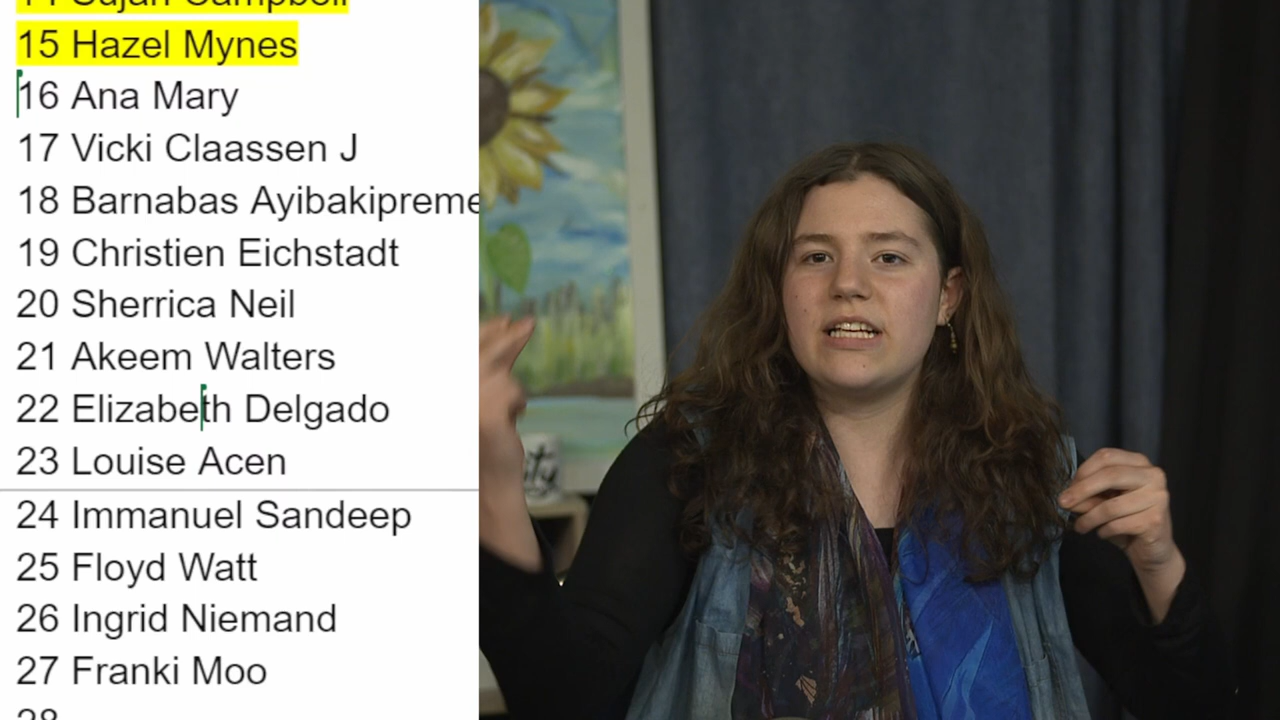 15 Hazel Mynes
16 Ana Mary
17 Vicki Claassen J
18 Barnabas Ayibakipreme
19 Christien Eichstadt
20 Sherrica Neil
21 Akeem Walters
22 Elizabeth Delgado
23 Louise Acen
24 Immanuel Sandeep
25 Floyd Watt
26 Ingrid Niemand
27 Franki Moo
28